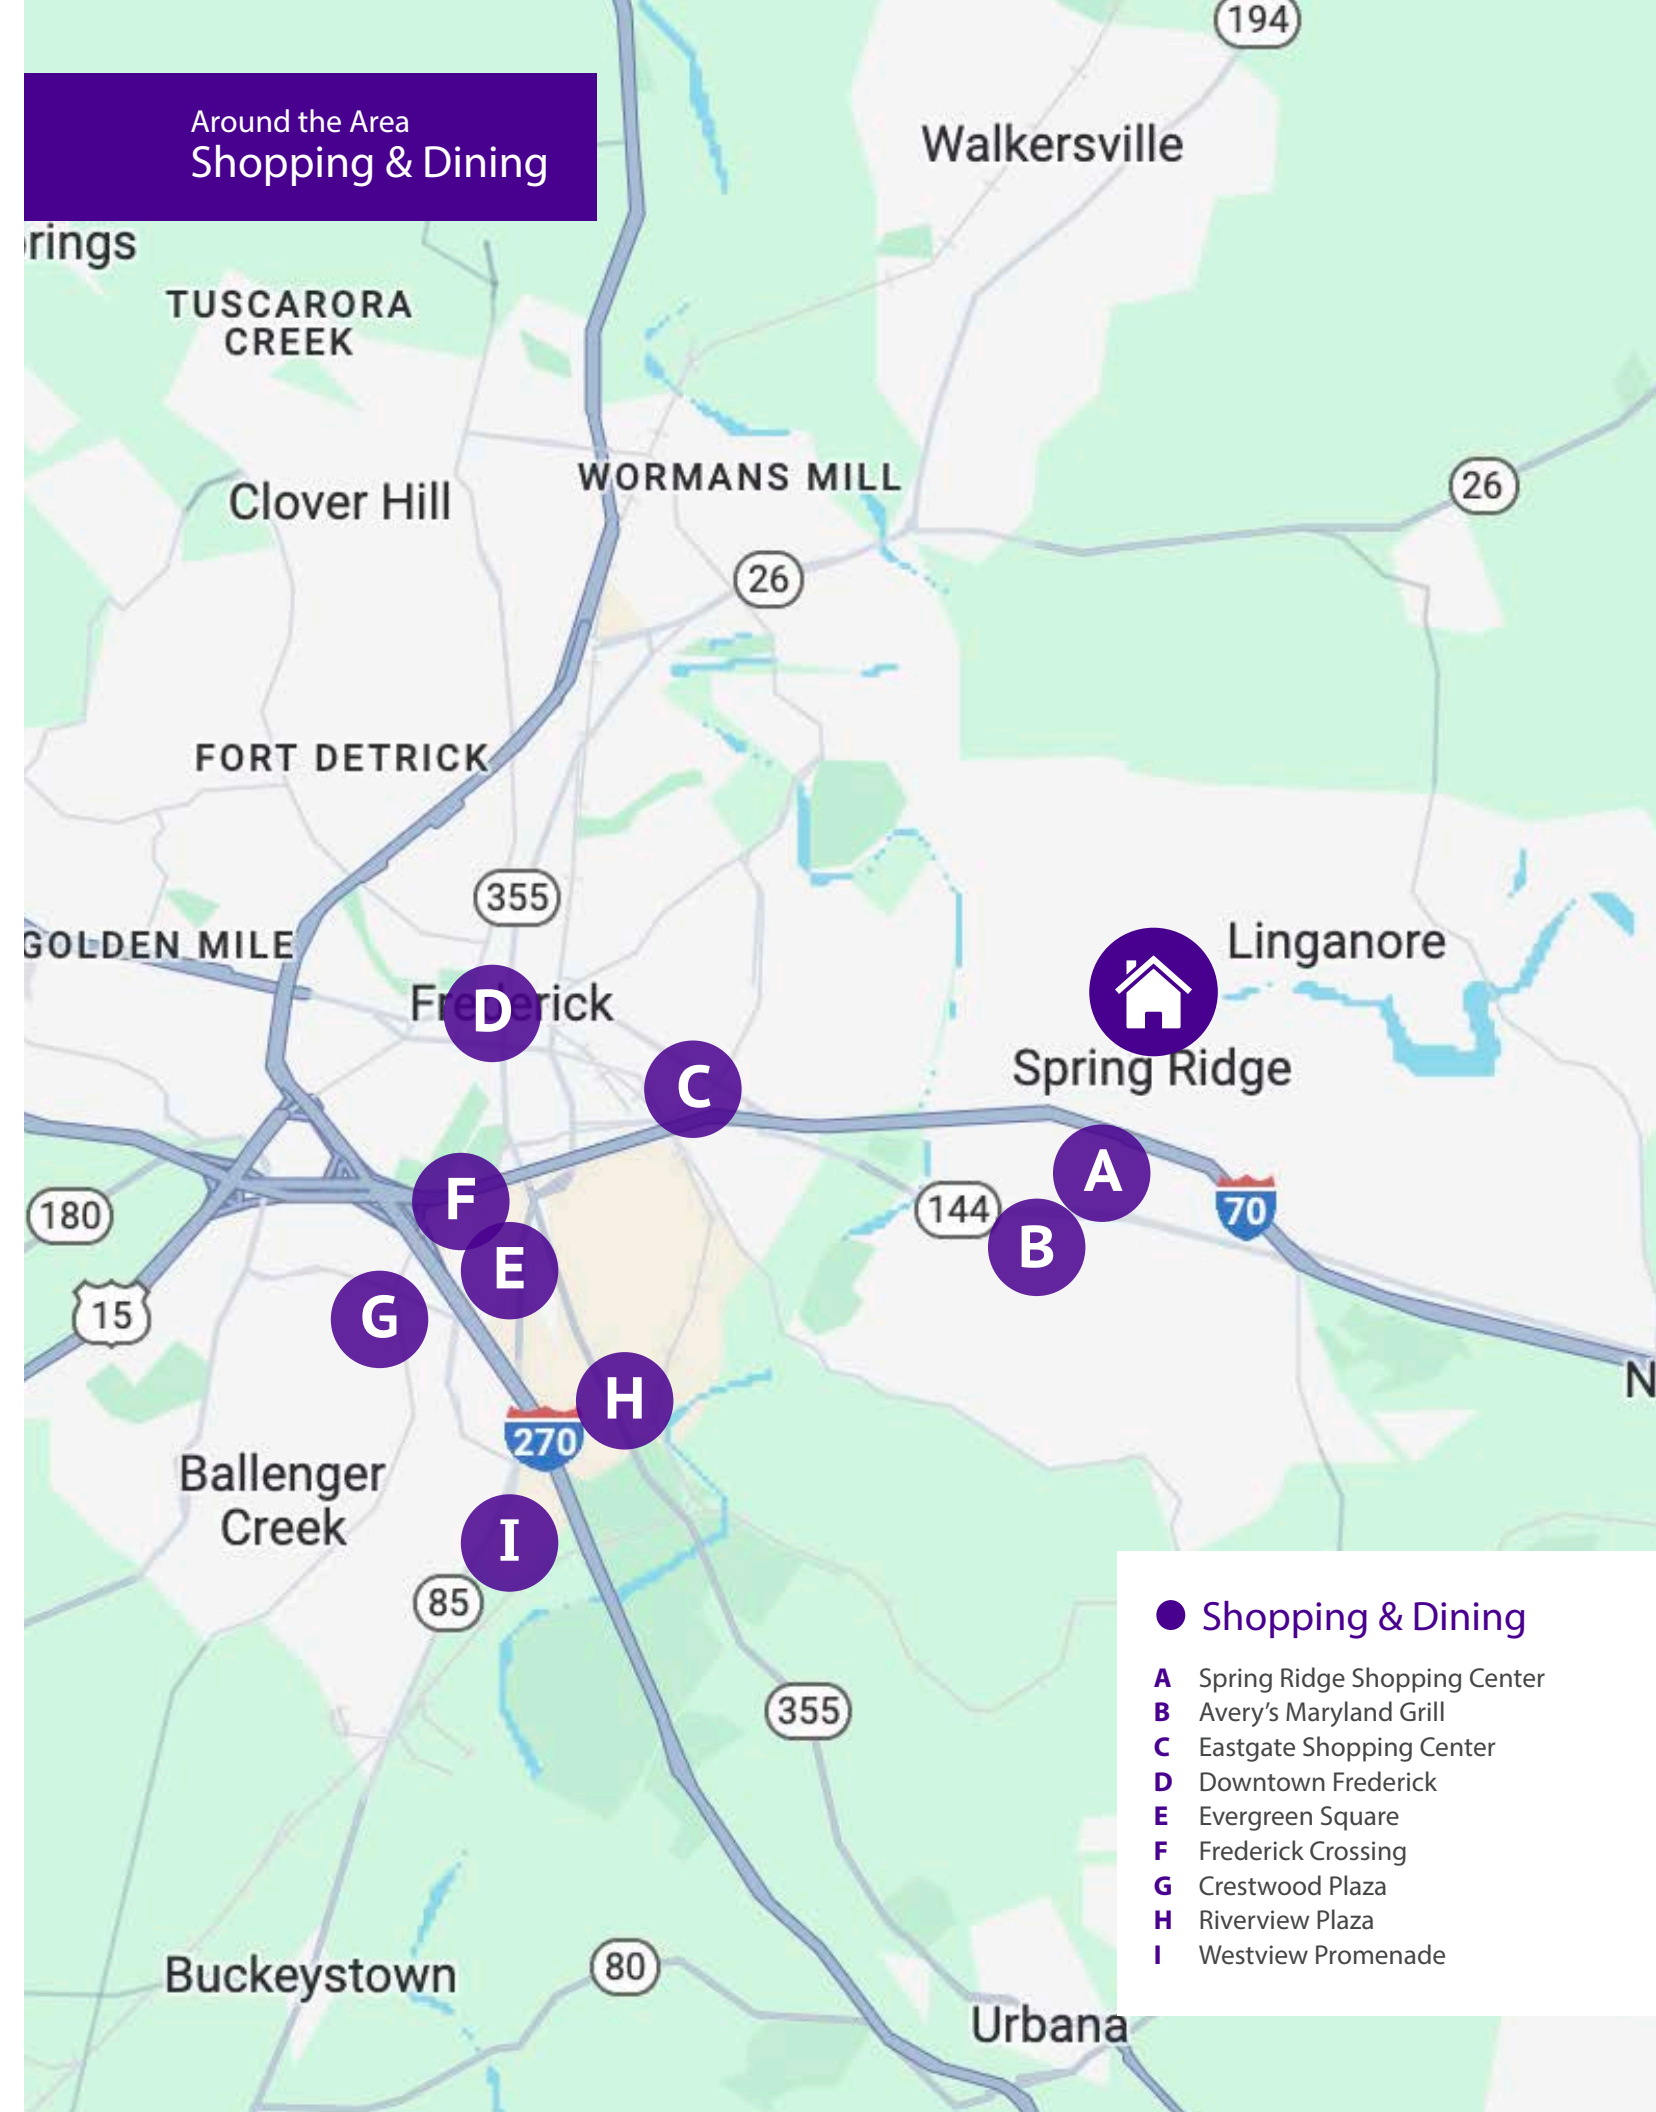 194
Around the Area
Shopping & Dining
Walkersville
rings
TUSCARORA
CREEK
WORMANS MILL
26
Clover Hill
26
FORT DETRICK
355
Linganore
GOLDEN MILE
Frederick
D
Spring Ridge
C
A
F
180
144
70
B
E
15
G
N
H
270
Ballenger
Creek
I
85
Shopping & Dining
A Spring Ridge Shopping Center
B Avery’s Maryland Grill
C Eastgate Shopping Center
D Downtown Frederick
E Evergreen Square
F Frederick Crossing
G Crestwood Plaza
H Riverview Plaza
I Westview Promenade
355
80
Buckeystown
Urbana